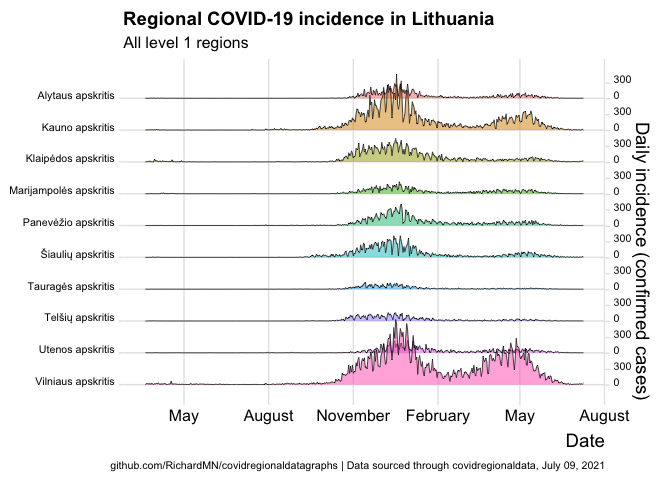 Regional COVID-19 incidence in Lithuania
All level 1 regions
Alytaus apskritis
Kauno apskritis
Klaipėdos apskritis
Marijampolės apskritis
Panevėžio apskritis
Šiaulių apskritis
Tauragės apskritis
Telšių apskritis
Utenos apskritis
Vilniaus apskritis
300
0
300
0
300
0
300
0
300
0
300
0
300
0
300
0
300
0
300
0
Daily incidence (confirmed cases)
May August November February May August
Date
github.com/RichardMN/covidregionaldatagraphs | Data sourced through covidregionaldata, July 09, 2021